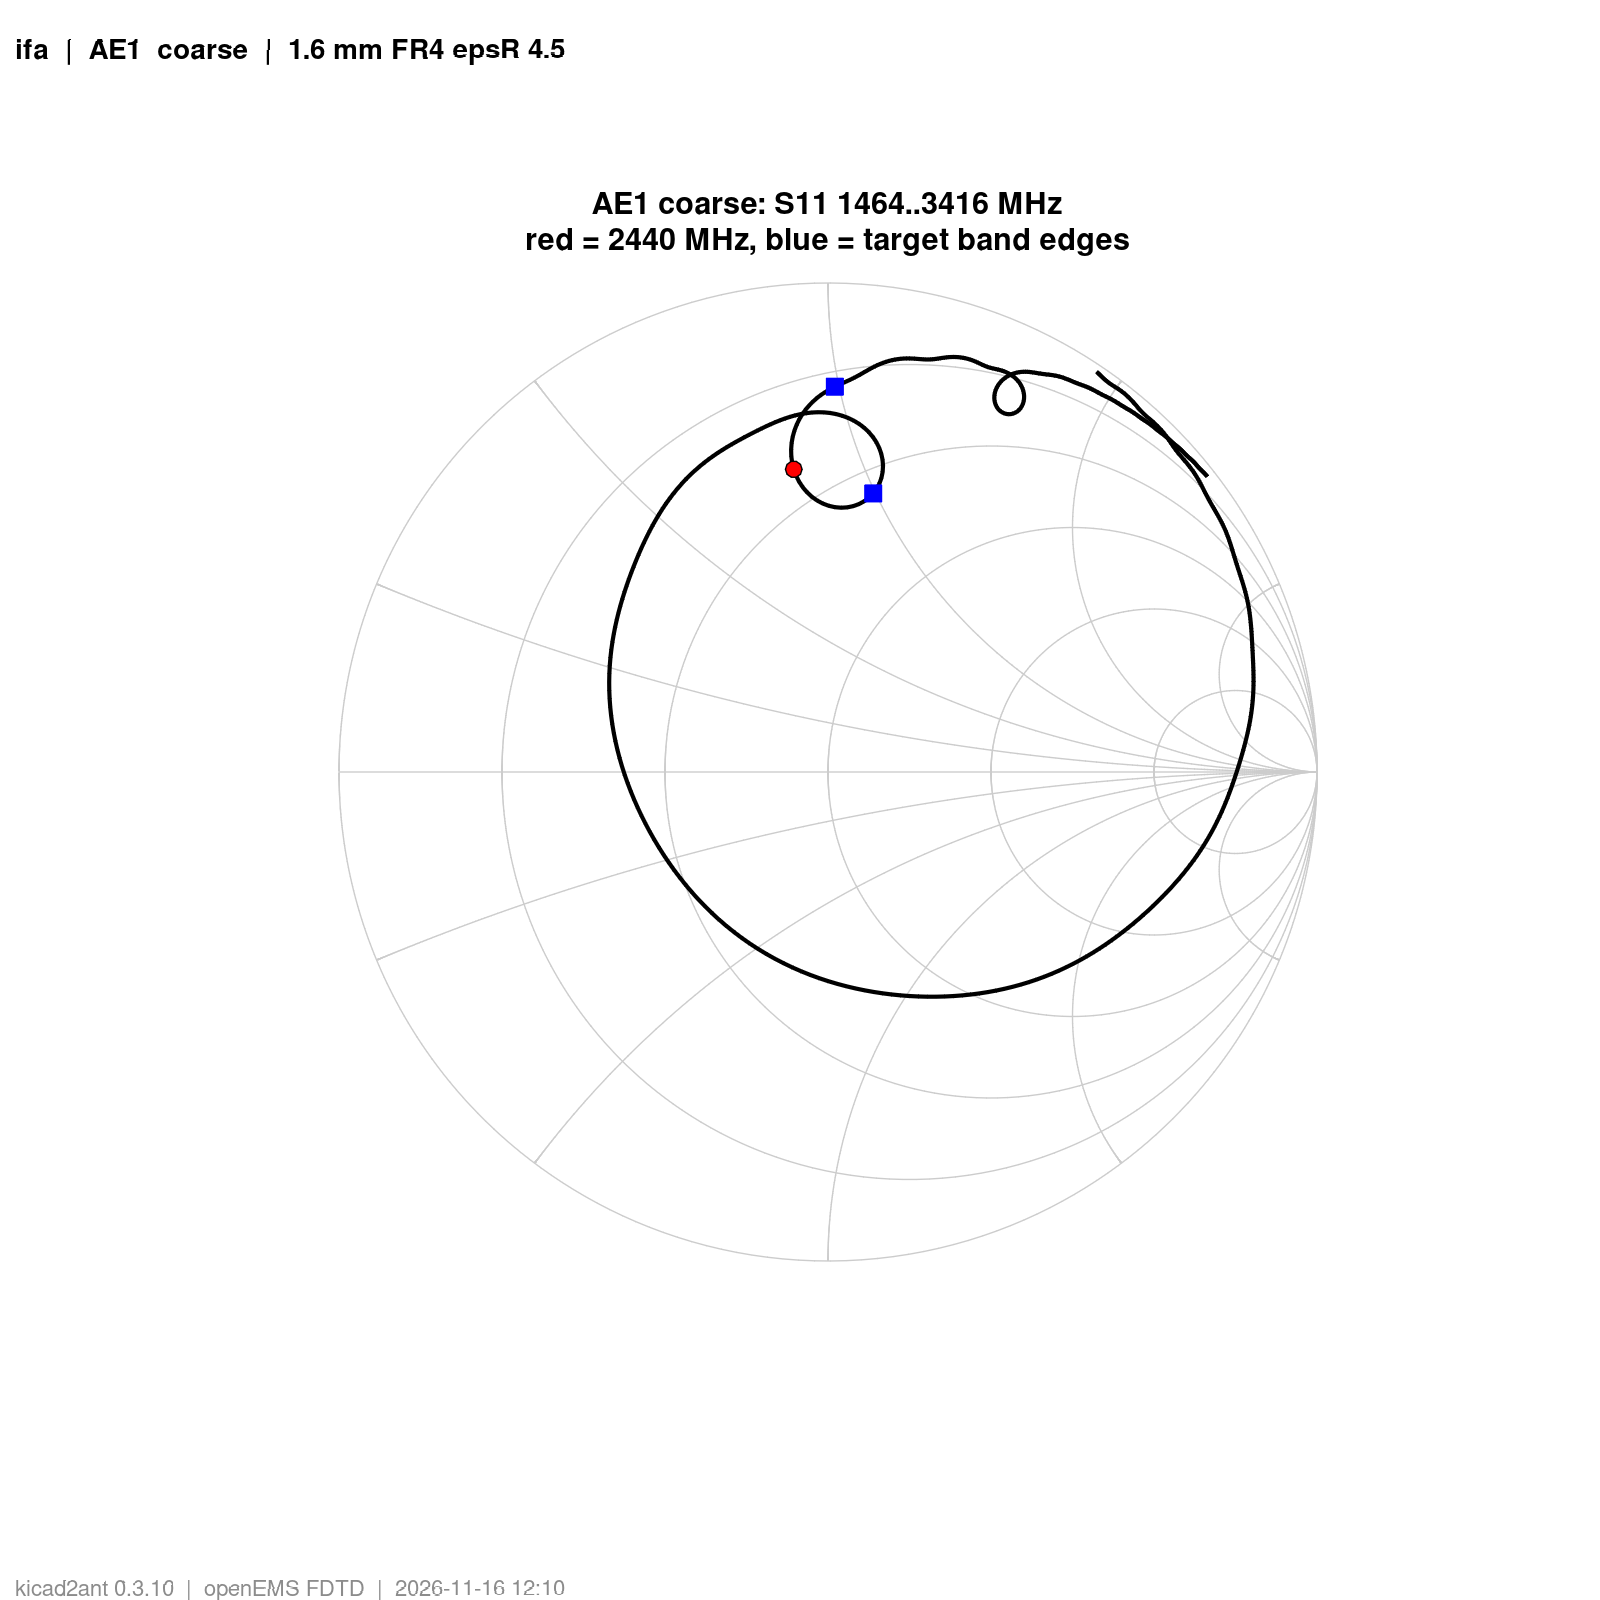 ifa | AE1 coarse | 1.6 mm FR4 epsR 4.5
AE1 coarse: S11 1464..3416 MHz
red = 2440 MHz, blue = target band edges
kicad2ant 0.3.10 | openEMS FDTD | 2026-11-16 12:10